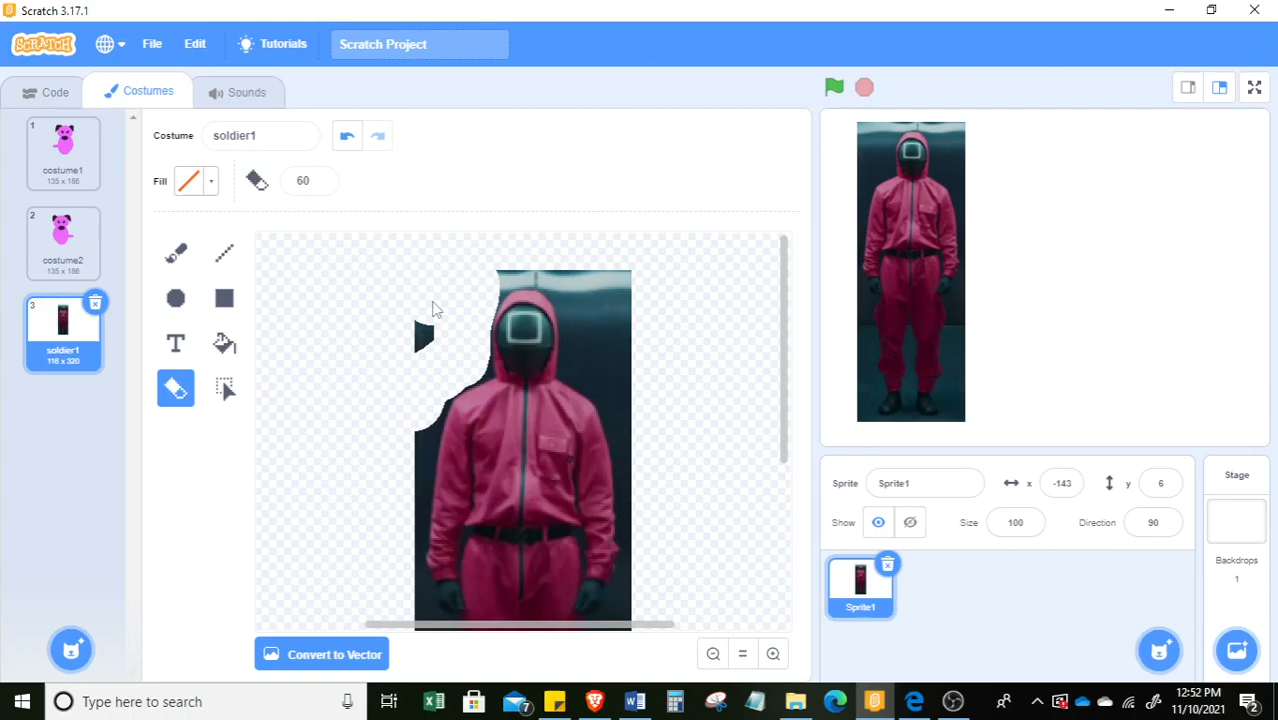 Scratch 3.17.1
SCRATCH File Edit Tutorials Scratch Project
Code Costumes Sounds
1
costume1
135 x 186
2
costume2
135 x 186
3
soldier1
116 x 320
Costume soldier1
Fill 60
T
Convert to Vector
Sprite Sprite1 x -143 y 6
Show Size 100 Direction 90
Sprite1
Stage
Backdrops
1
Type here to search
7
12:52 PM
11/10/2021
2